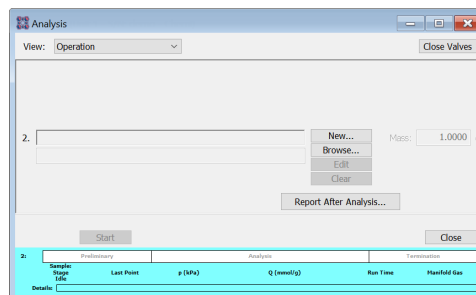 Analysis
View: Operation Close Valves
2. New... Mass: 1.0000
Browse...
Edit
Clear
Report After Analysis...
Start Close
2: Preliminary Analysis Termination
Sample:
Stage Last Point p (kPa) Q (mmol/g) Run Time Manifold Gas
Idle
Details: